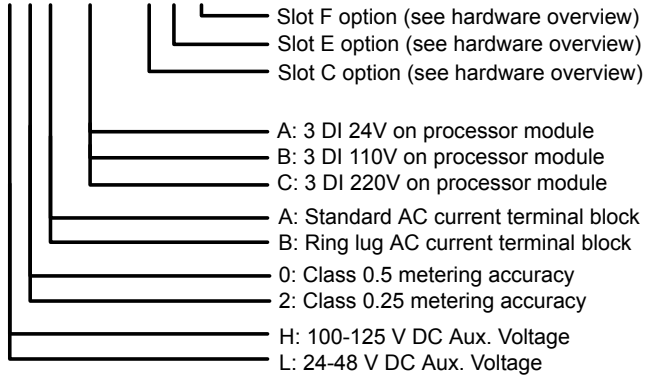 Slot F option (see hardware overview)
Slot E option (see hardware overview)
Slot C option (see hardware overview)
A: 3 DI 24V on processor module
B: 3 DI 110V on processor module
C: 3 DI 220V on processor module
A: Standard AC current terminal block
B: Ring lug AC current terminal block
0: Class 0.5 metering accuracy
2: Class 0.25 metering accuracy
H: 100-125 V DC Aux. Voltage
L: 24-48 V DC Aux. Voltage